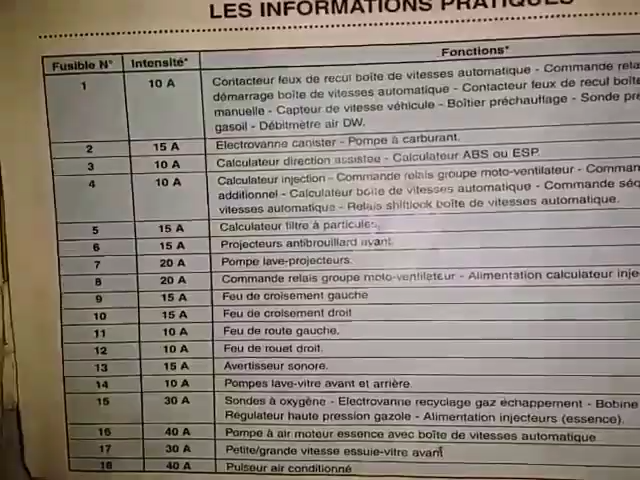 LES INFORMATIONS PRATIQUES
Fusible N° Intensité* Fonctions*
1 10 A Contacteur feux de recul boîte de vitesses automatique - Commande
démarrage boîte de vitesses automatique - Contacteur feux de recul boîte
manuelle - Capteur de vitesse véhicule - Boîtier préchauffage - Sonde
gasoil - Débitmètre air DW.
2 15 A Electrovanne canister - Pompe à carburant.
3 10 A Calculateur direction assistée - Calculateur ABS ou ESP.
4 10 A Calculateur injection - Commande relais groupe moto-ventilateur -
additionnel - Calculateur boîte de vitesses automatique - Commande
vitesses automatique - Relais shiftlock boîte de vitesses automatique.
5 15 A Calculateur filtre à particules.
6 15 A Projecteurs antibrouillard avant.
7 20 A Pompe lave-projecteurs.
8 20 A Commande relais groupe moto-ventilateur - Alimentation calculateur
9 15 A Feu de croisement gauche
10 15 A Feu de croisement droit
11 10 A Feu de route gauche.
12 10 A Feu de rouet droit.
13 15 A Avertisseur sonore.
14 10 A Pompes lave-vitre avant et arrière.
15 30 A Sondes à oxygène - Electrovanne recyclage gaz échappement - Bobine
Régulateur haute pression gazole - Alimentation injecteurs (essence).
16 40 A Pompe à air moteur essence avec boîte de vitesses automatique
17 30 A Petite/grande vitesse essuie-vitre avant
18 40 A Pulseur air conditionné